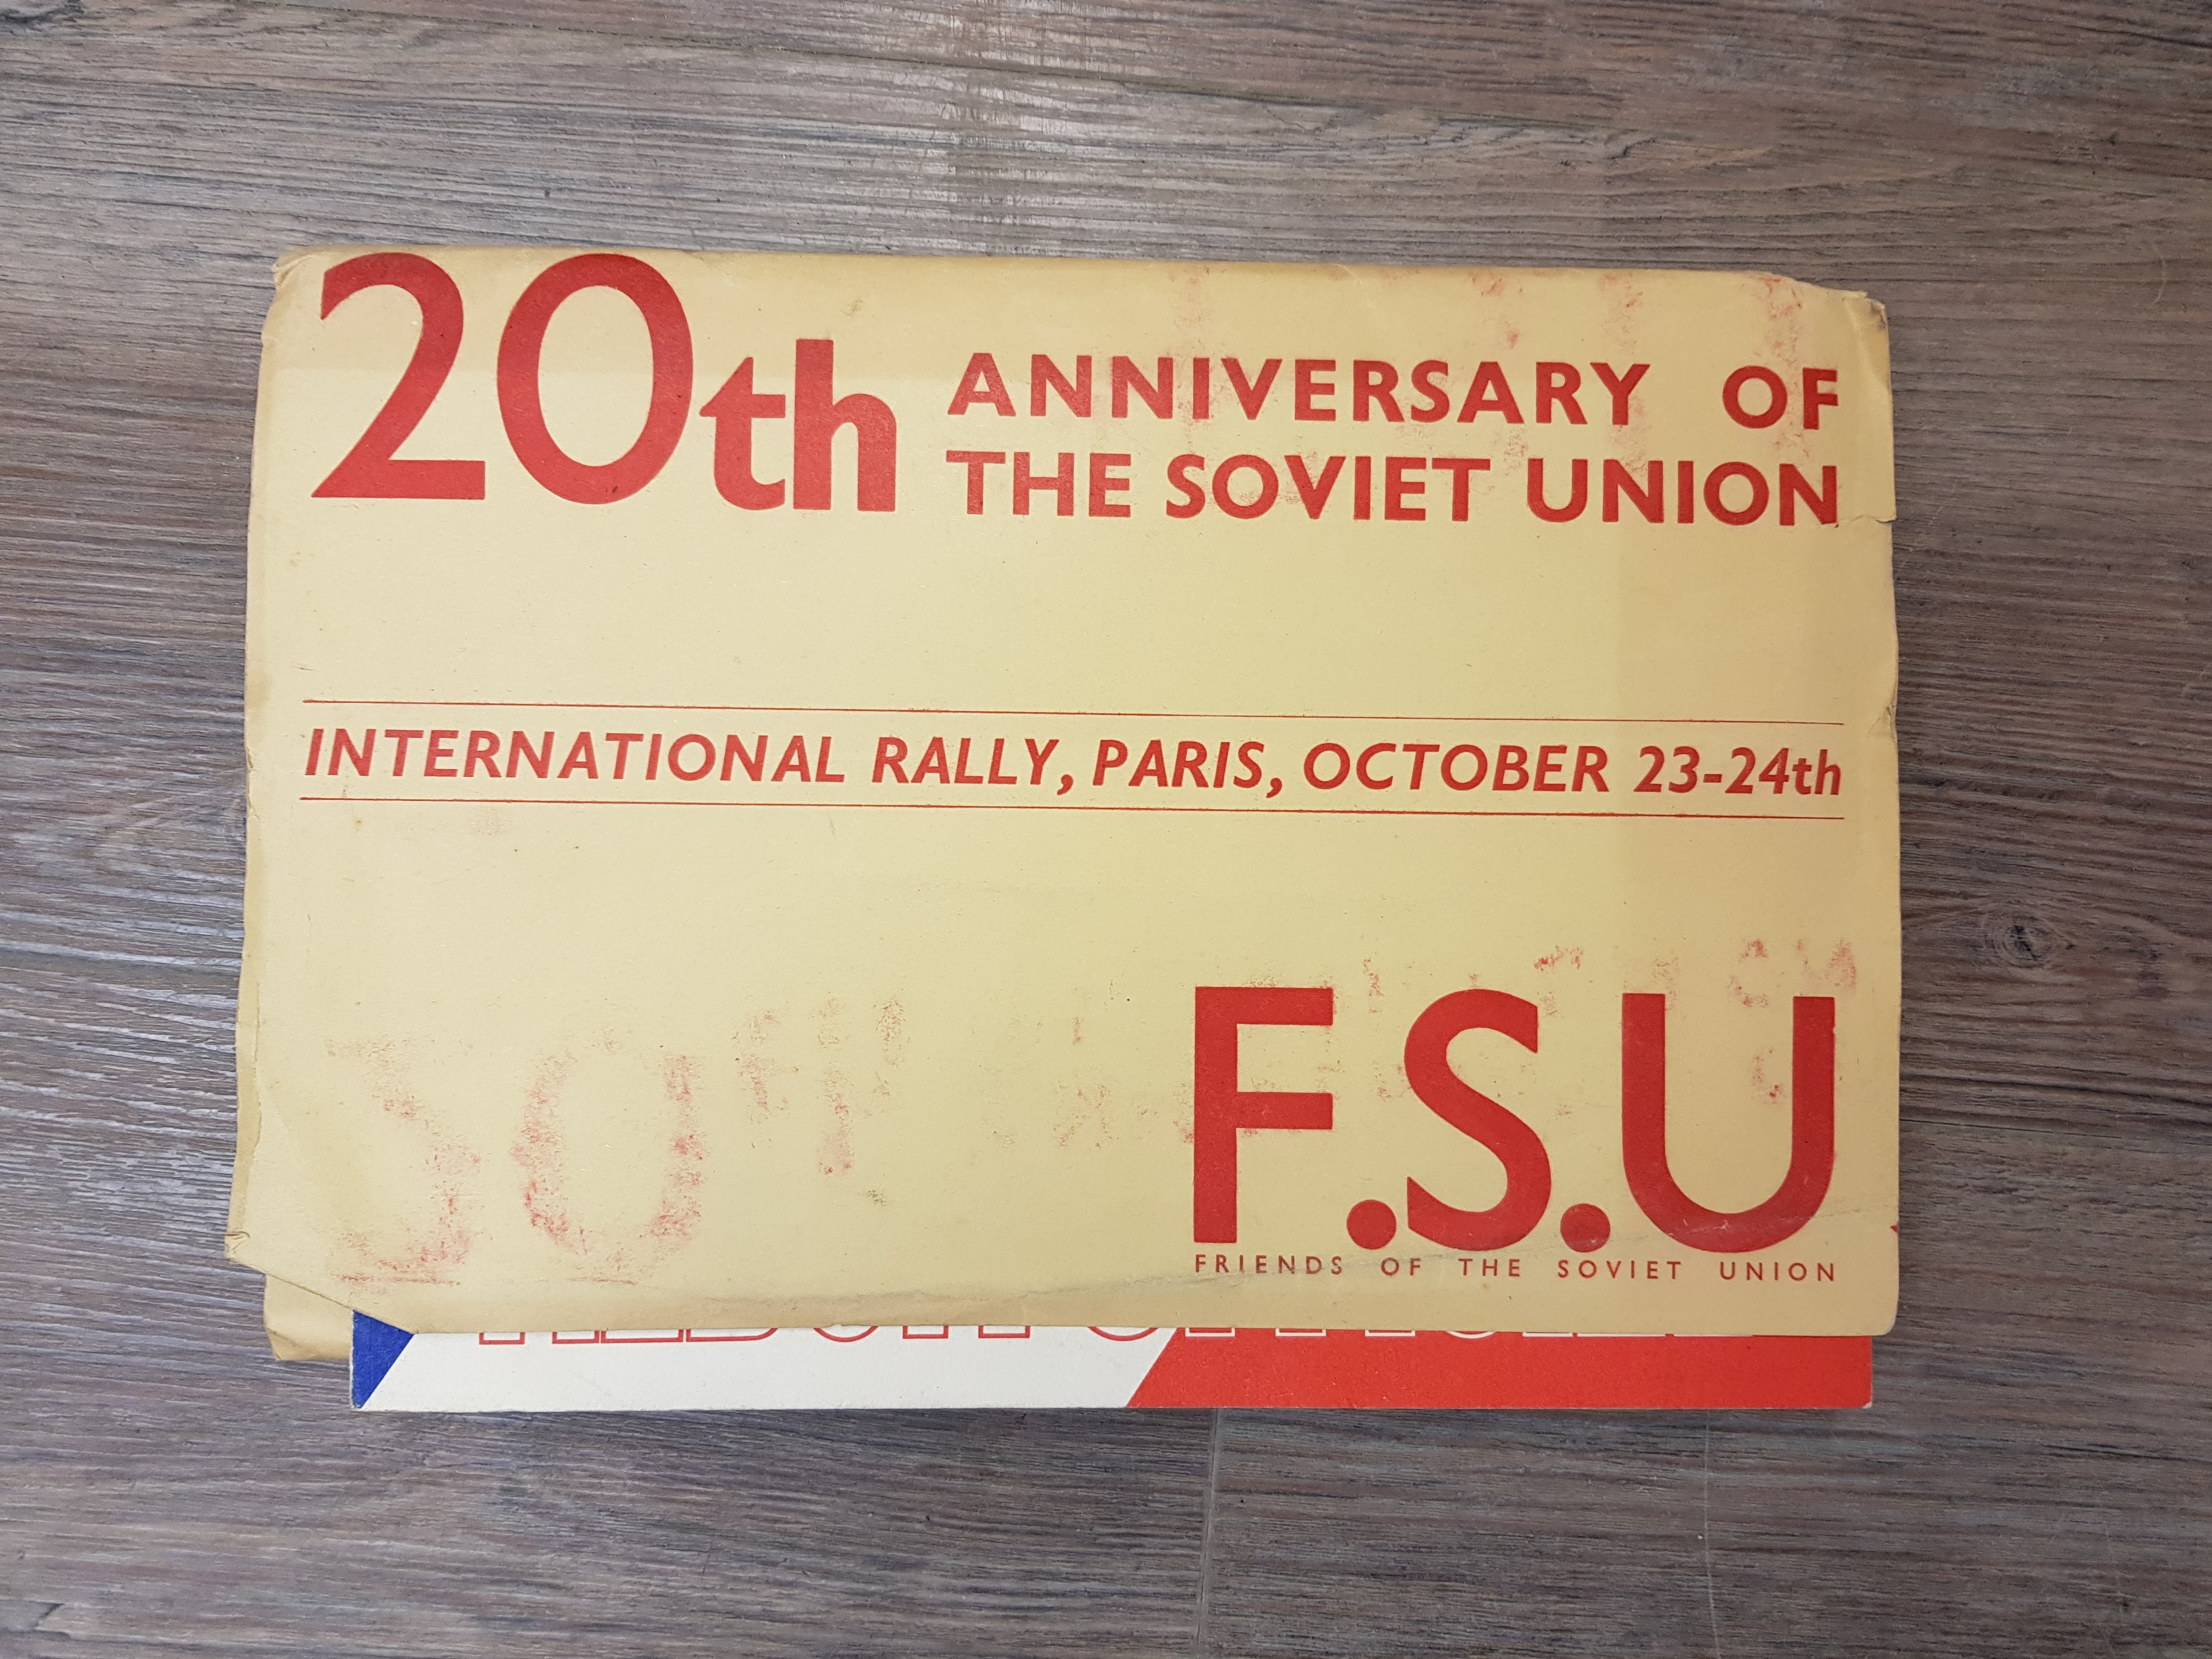 20th ANNIVERSARY OF
THE SOVIET UNION
INTERNATIONAL RALLY, PARIS, OCTOBER 23-24th
F.S.U
FRIENDS OF THE SOVIET UNION